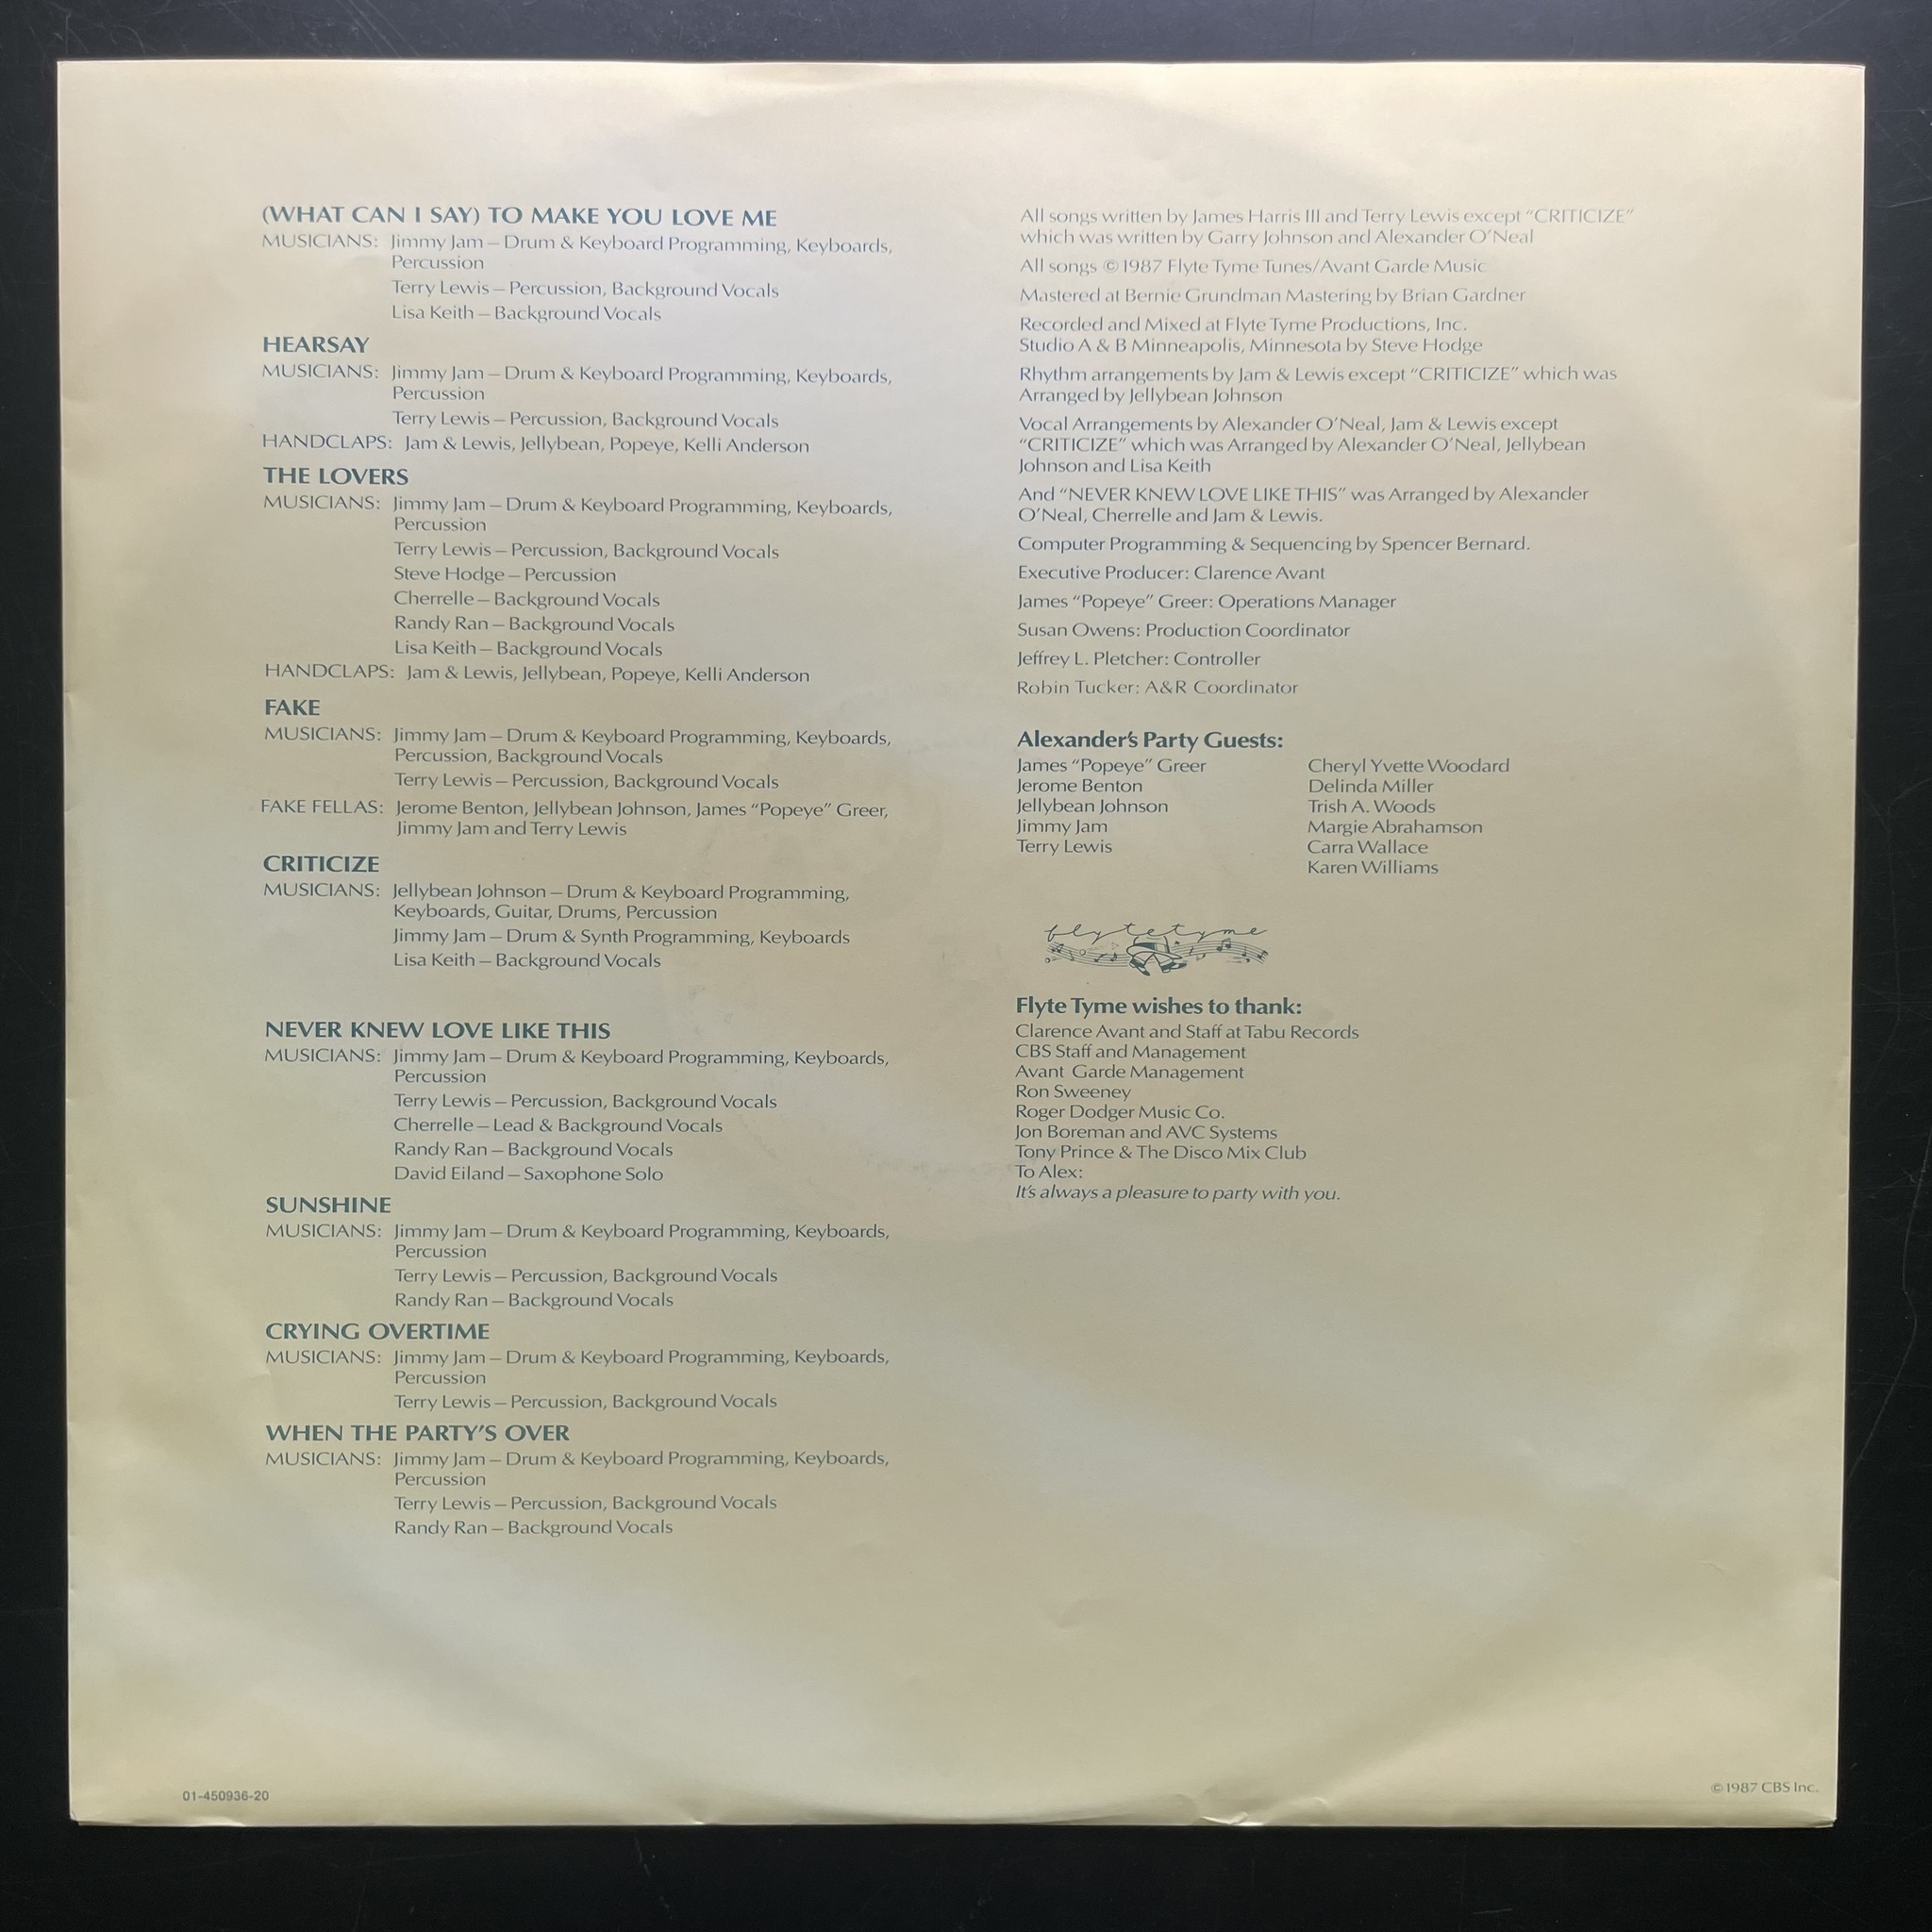 (WHAT CAN I SAY) TO MAKE YOU LOVE ME
MUSICIANS: Jimmy Jam – Drum & Keyboard Programming, Keyboards,
Percussion
Terry Lewis – Percussion, Background Vocals
Lisa Keith – Background Vocals
HEARSAY
MUSICIANS: Jimmy Jam – Drum & Keyboard Programming, Keyboards,
Percussion
Terry Lewis – Percussion, Background Vocals
HANDCLAPS: Jam & Lewis, Jellybean, Popeye, Kelli Anderson
THE LOVERS
MUSICIANS: Jimmy Jam – Drum & Keyboard Programming, Keyboards,
Percussion
Terry Lewis – Percussion, Background Vocals
Steve Hodge – Percussion
Cherrelle – Background Vocals
Randy Ran – Background Vocals
Lisa Keith – Background Vocals
HANDCLAPS: Jam & Lewis, Jellybean, Popeye, Kelli Anderson
FAKE
MUSICIANS: Jimmy Jam – Drum & Keyboard Programming, Keyboards,
Percussion, Background Vocals
Terry Lewis – Percussion, Background Vocals
FAKE FELLAS: Jerome Benton, Jellybean Johnson, James “Popeye” Greer,
Jimmy Jam and Terry Lewis
CRITICIZE
MUSICIANS: Jellybean Johnson – Drum & Keyboard Programming,
Keyboards, Guitar, Drums, Percussion
Jimmy Jam – Drum & Synth Programming, Keyboards
Lisa Keith – Background Vocals
NEVER KNEW LOVE LIKE THIS
MUSICIANS: Jimmy Jam – Drum & Keyboard Programming, Keyboards,
Percussion
Terry Lewis – Percussion, Background Vocals
Cherrelle – Lead & Background Vocals
Randy Ran – Background Vocals
David Eiland – Saxophone Solo
SUNSHINE
MUSICIANS: Jimmy Jam – Drum & Keyboard Programming, Keyboards,
Percussion
Terry Lewis – Percussion, Background Vocals
Randy Ran – Background Vocals
CRYING OVERTIME
MUSICIANS: Jimmy Jam – Drum & Keyboard Programming, Keyboards,
Percussion
Terry Lewis – Percussion, Background Vocals
WHEN THE PARTY’S OVER
MUSICIANS: Jimmy Jam – Drum & Keyboard Programming, Keyboards,
Percussion
Terry Lewis – Percussion, Background Vocals
Randy Ran – Background Vocals
All songs written by James Harris III and Terry Lewis except “CRITICIZE”
which was written by Garry Johnson and Alexander O’Neal
All songs ©1987 Flyte Tyme Tunes/Avant Garde Music
Mastered at Bernie Grundman Mastering by Brian Gardner
Recorded and Mixed at Flyte Tyme Productions, Inc.
Studio A & B Minneapolis, Minnesota by Steve Hodge
Rhythm arrangements by Jam & Lewis except “CRITICIZE” which was
Arranged by Jellybean Johnson
Vocal Arrangements by Alexander O’Neal, Jam & Lewis except
“CRITICIZE” which was Arranged by Alexander O’Neal, Jellybean
Johnson and Lisa Keith
And “NEVER KNEW LOVE LIKE THIS” was Arranged by Alexander
O’Neal, Cherrelle and Jam & Lewis.
Computer Programming & Sequencing by Spencer Bernard.
Executive Producer: Clarence Avant
James “Popeye” Greer: Operations Manager
Susan Owens: Production Coordinator
Jeffrey L. Pletcher: Controller
Robin Tucker: A&R Coordinator
Alexander’s Party Guests:
James “Popeye” Greer
Jerome Benton
Jellybean Johnson
Jimmy Jam
Terry Lewis
Cheryl Yvette Woodard
Delinda Miller
Trish A. Woods
Margie Abrahamson
Carra Wallace
Karen Williams
flytetyme
Flyte Tyme wishes to thank:
Clarence Avant and Staff at Tabu Records
CBS Staff and Management
Avant Garde Management
Ron Sweeney
Roger Dodger Music Co.
Jon Boreman and AVC Systems
Tony Prince & The Disco Mix Club
To Alex:
It’s always a pleasure to party with you.
01-450936-20
©1987 CBS Inc.